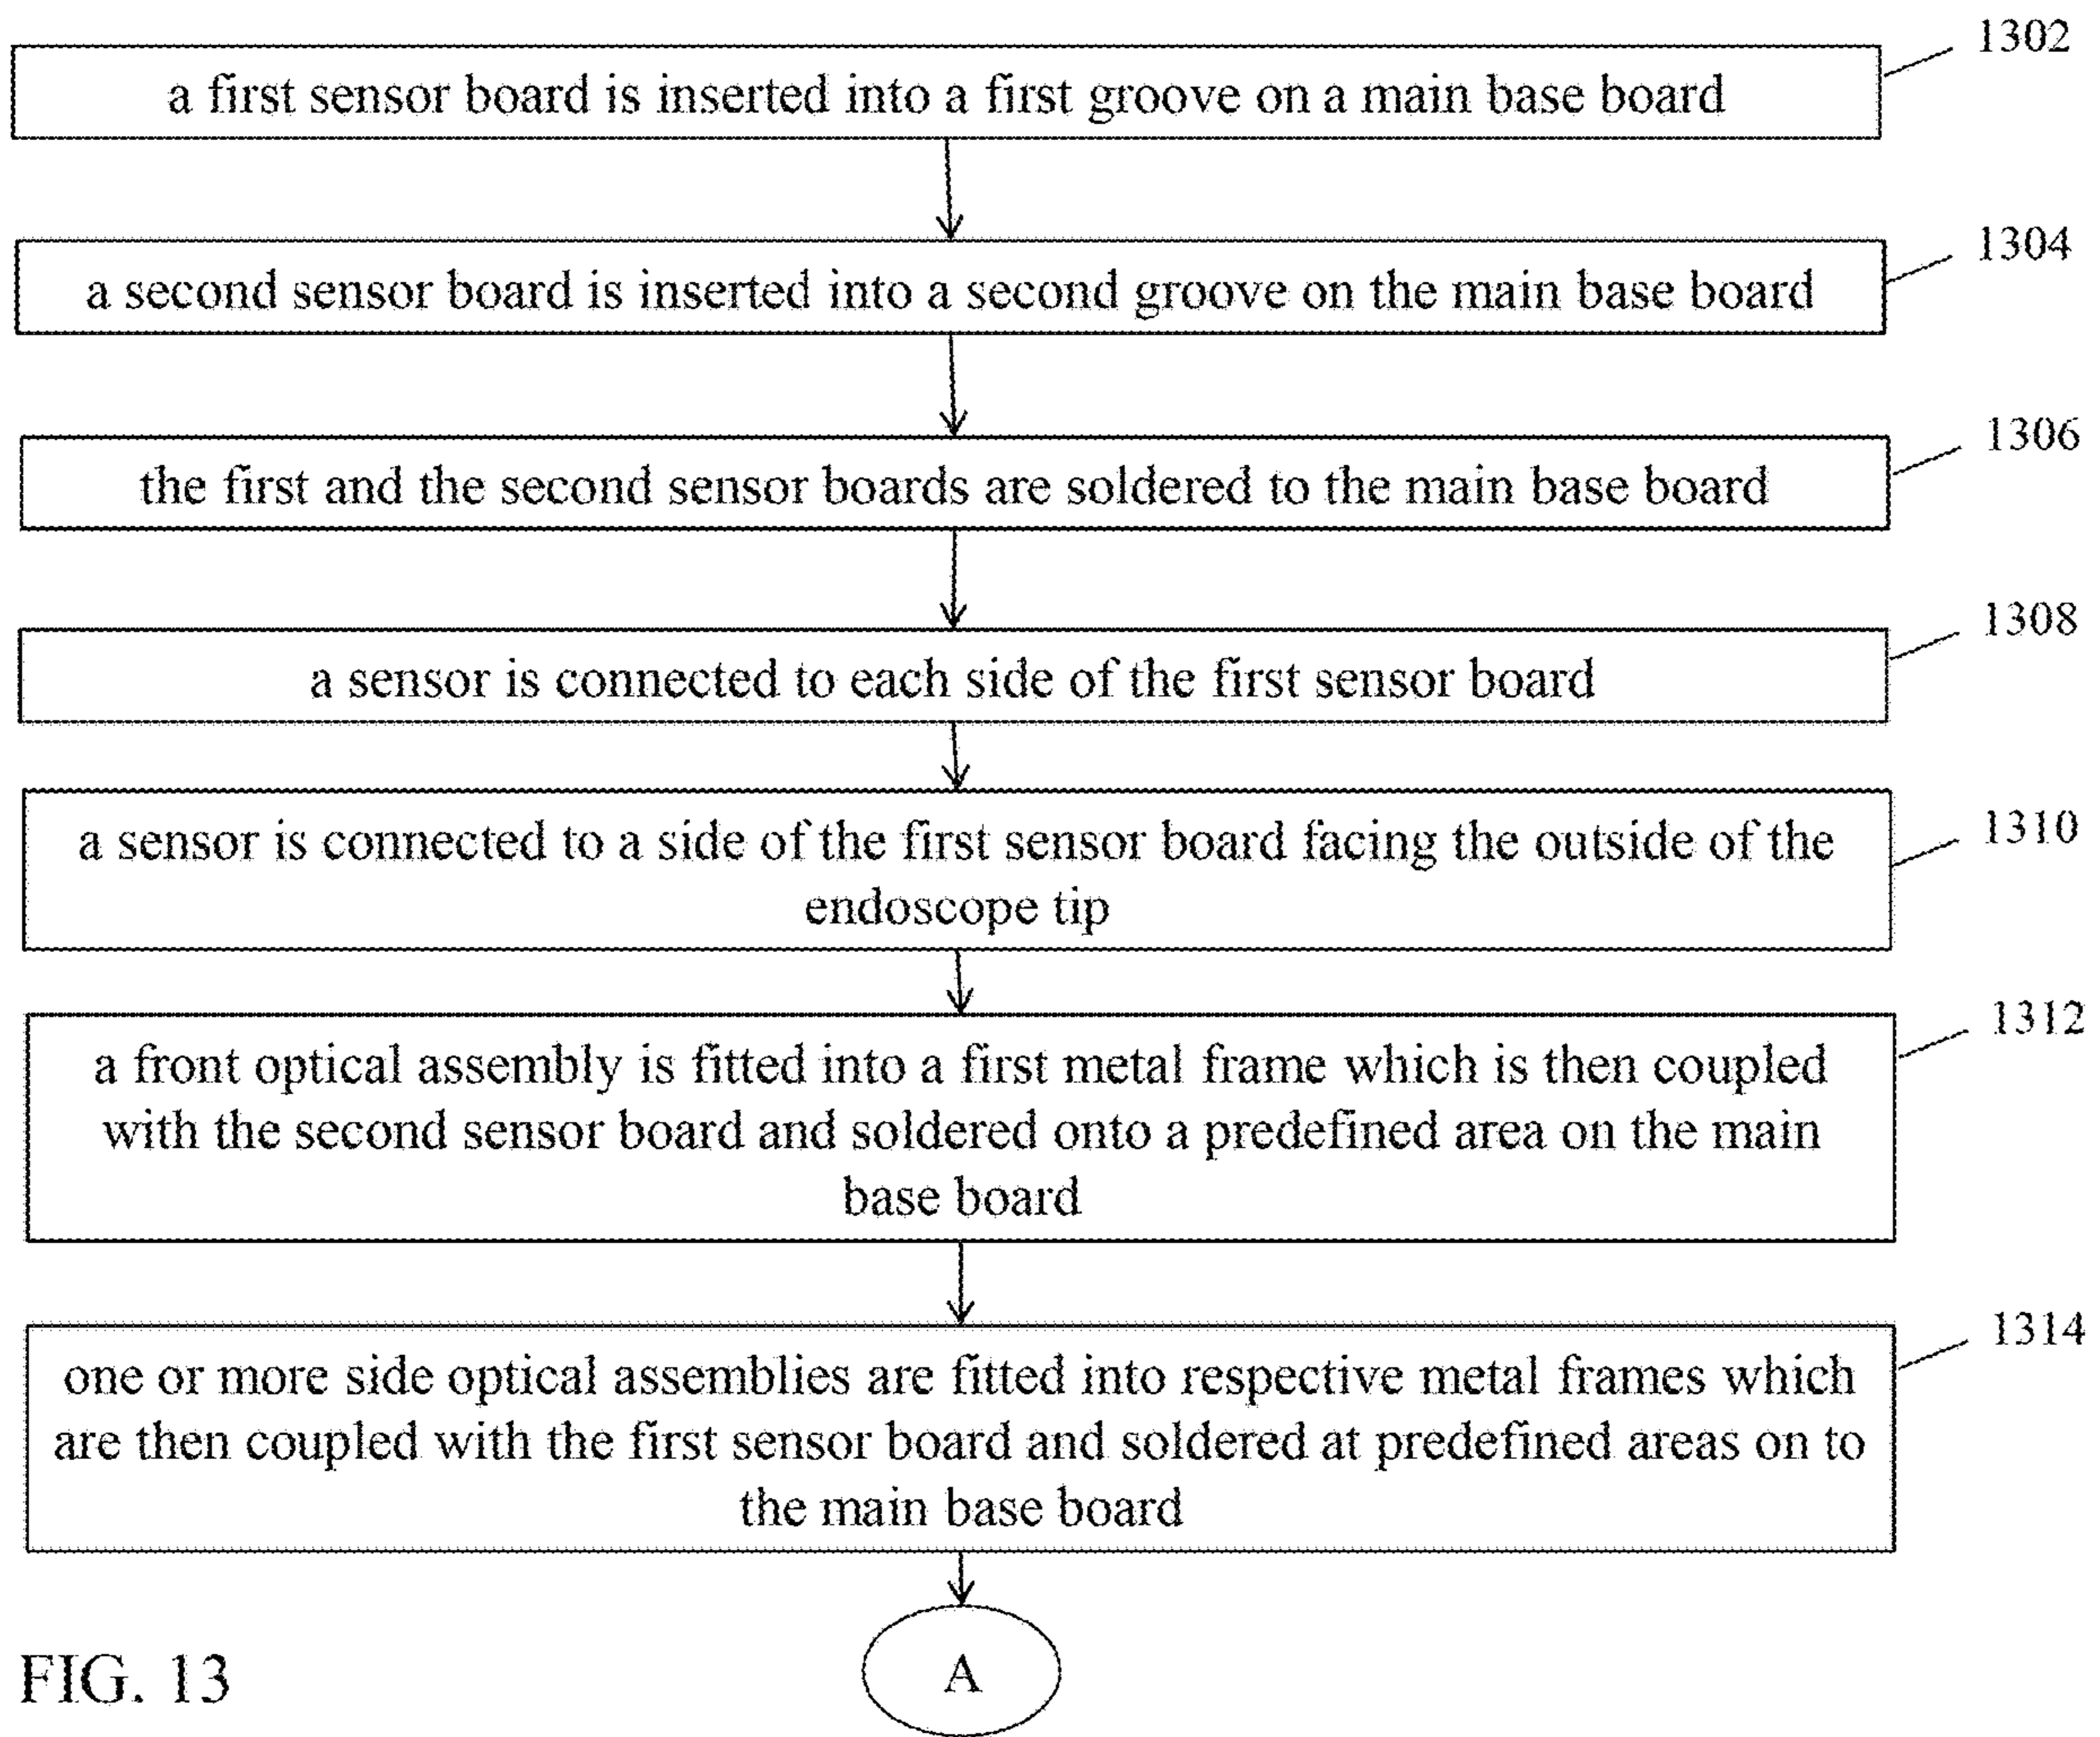 1302
a first sensor board is inserted into a first groove on a main base board
1304
a second sensor board is inserted into a second groove on the main base board
1306
the first and the second sensor boards are soldered to the main base board
1308
a sensor is connected to each side of the first sensor board
1310
a sensor is connected to a side of the first sensor board facing the outside of the
endoscope tip
1312
a front optical assembly is fitted into a first metal frame which is then coupled
with the second sensor board and soldered onto a predefined area on the main
base board
1314
one or more side optical assemblies are fitted into respective metal frames which
are then coupled with the first sensor board and soldered at predefined areas on to
the main base board
A
FIG. 13